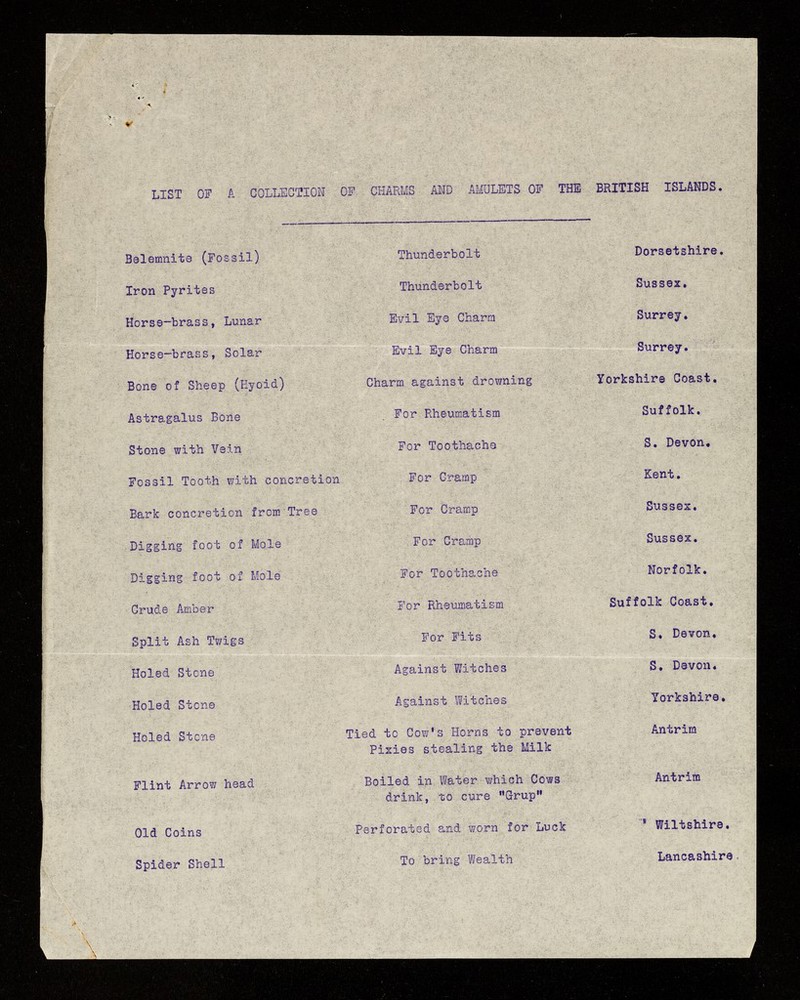 LIST OF A COLLECTION OF CHARMS AND AMULETS OF THE BRITISH ISLANDS.
Belemnite (Fossil) Thunderbolt Dorsetshire.
Iron Pyrites Thunderbolt Sussex.
Horse-brass, Lunar Evil Eye Charm Surrey.
Horse-brass, Solar Evil Eye Charm Surrey.
Bone of Sheep (Hyoid) Charm against drowning Yorkshire Coast.
Astragalus Bone For Rheumatism Suffolk.
Stone with Vein For Toothache S. Devon.
Fossil Tooth with concretion For Cramp Kent.
Bark concretion from Tree For Cramp Sussex.
Digging foot of Mole For Cramp Sussex.
Digging foot of Mole For Toothache Norfolk.
Crude Amber For Rheumatism Suffolk Coast.
Split Ash Twigs For Fits S. Devon.
Holed Stone Against Witches S. Devon.
Holed Stone Against Witches Yorkshire.
Holed Stone Tied to Cow's Horns to prevent Antrim
Pixies stealing the Milk
Flint Arrow head Boiled in Water which Cows Antrim
drink, to cure "Grup"
Old Coins Perforated and worn for Luck Wiltshire.
Spider Shell To bring Wealth Lancashire.